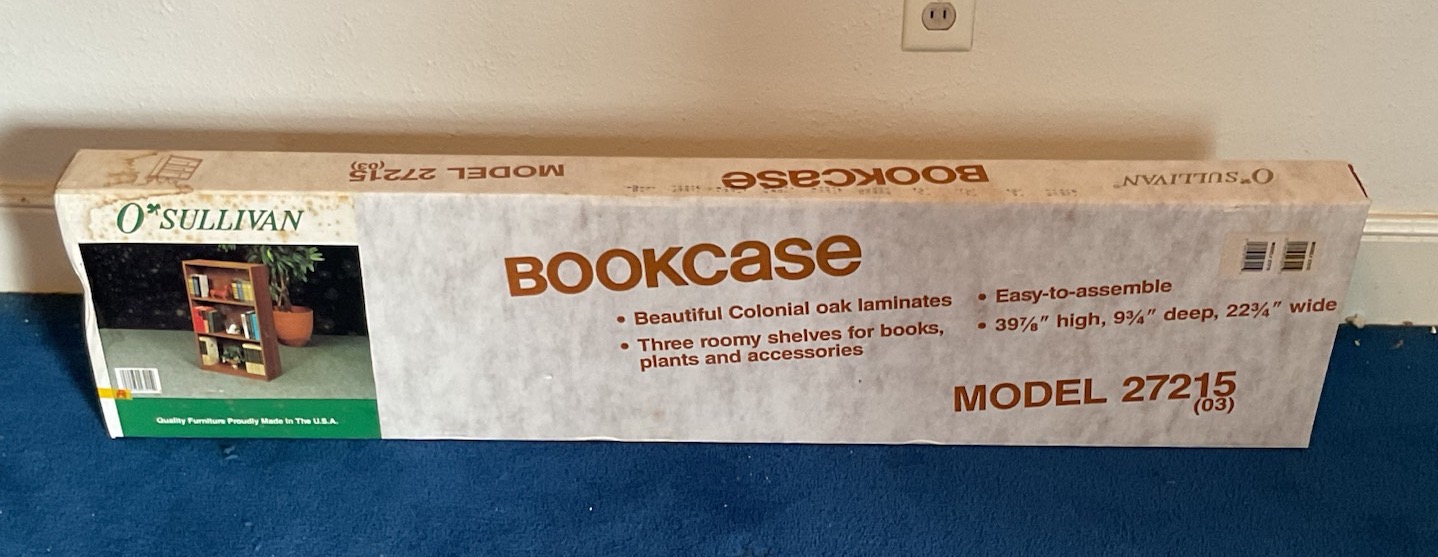 MODEL 27215
(03)
BOOKCase
O*SULLIVAN
O*SULLIVAN
BOOKCase
• Beautiful Colonial oak laminates
• Three roomy shelves for books,
plants and accessories
• Easy-to-assemble
• 39⅞" high, 9¾" deep, 22¾" wide
MODEL 27215
(03)
Quality Furniture Proudly Made In The U.S.A.